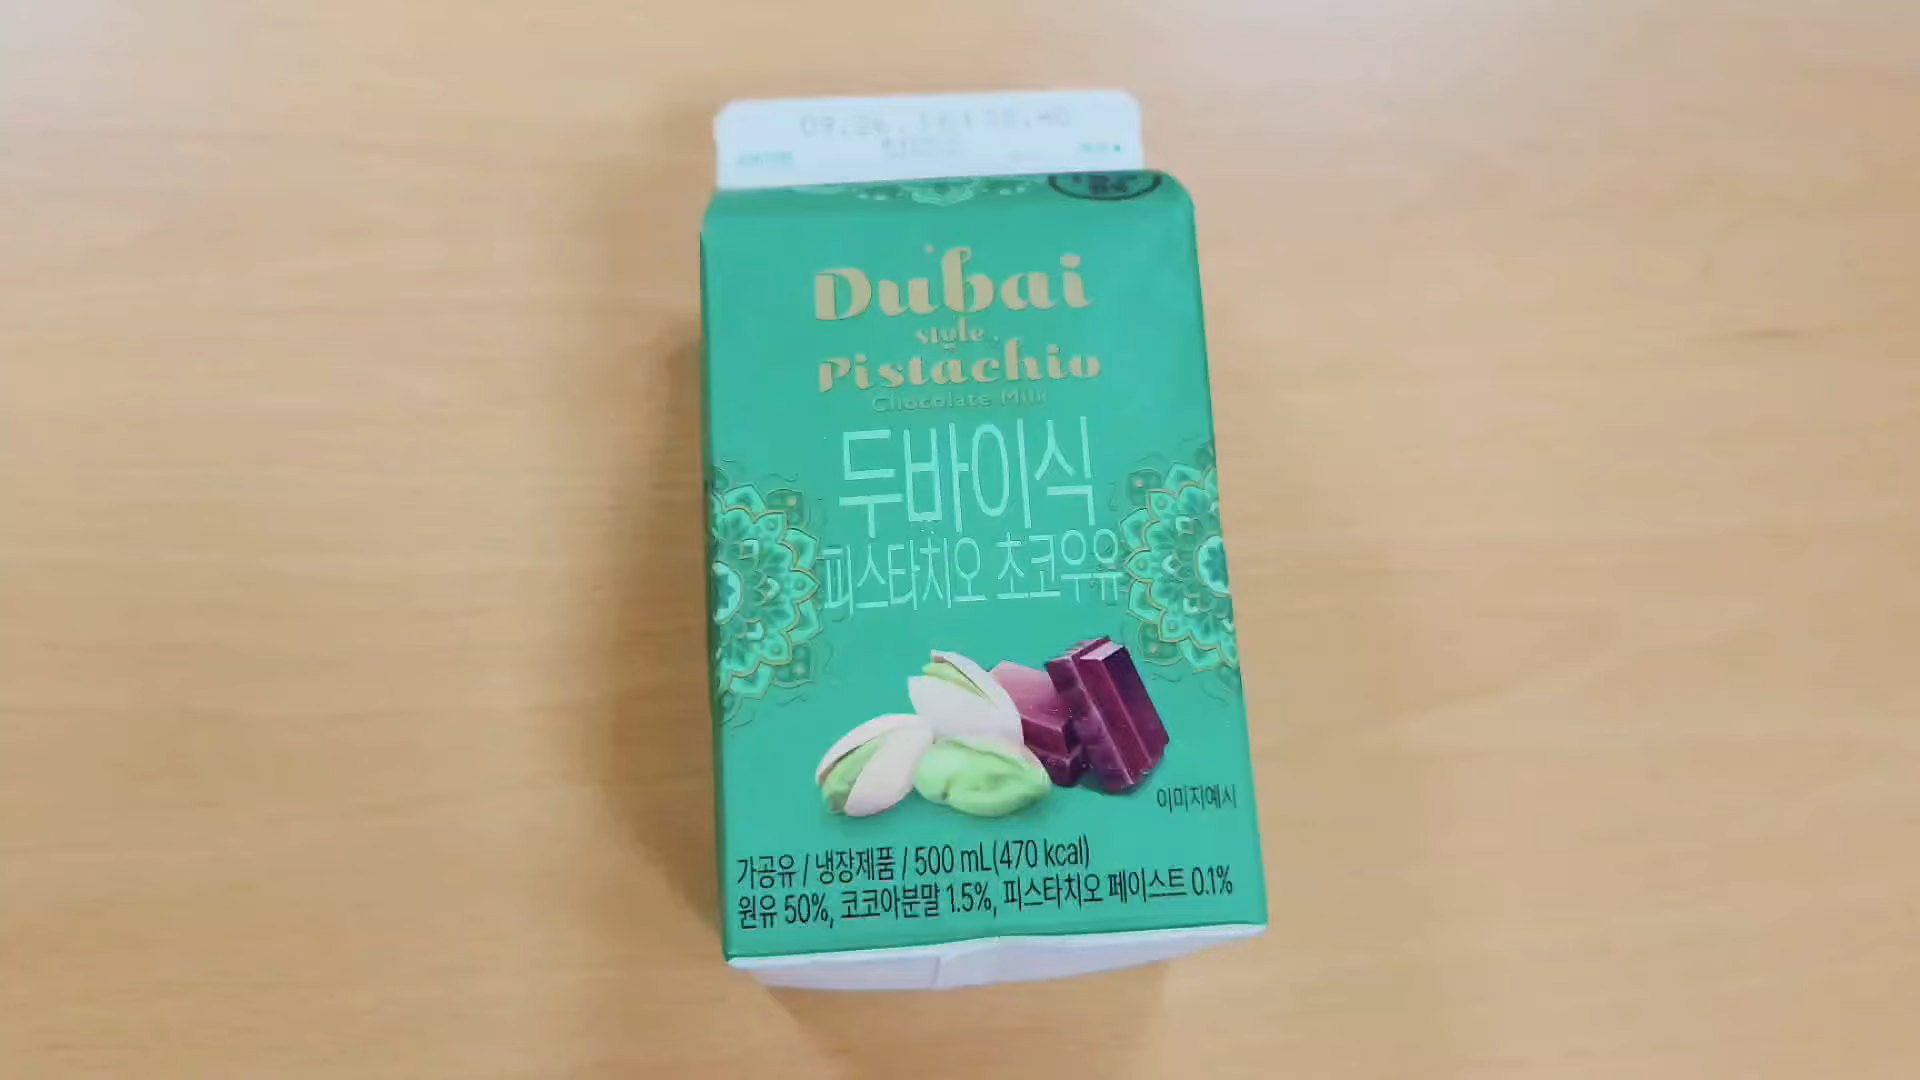 Dubai
style
Pistachio
Chocolate Milk
두바이식
피스타치오 초코우유
이미지예시
가공유 / 냉장제품 / 500 mL(470 kcal)
원유 50%, 코코아분말 1.5%, 피스타치오 페이스트 0.1%